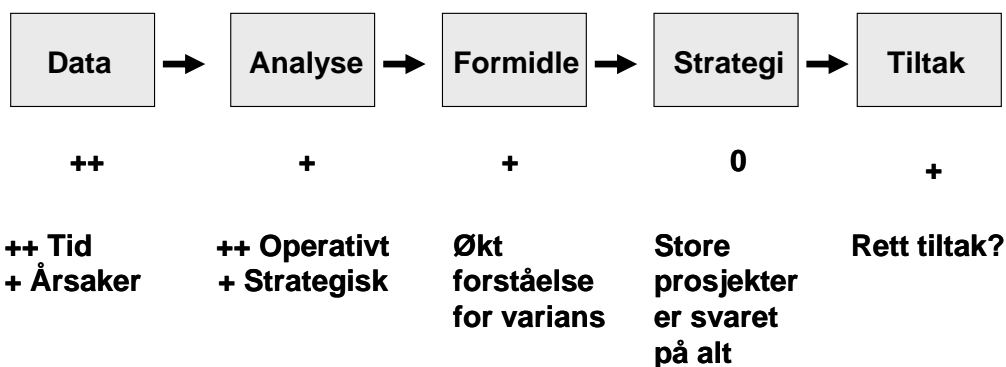 Data
Analyse
Formidle
Strategi
Tiltak
++
+
+
0
+
++ Tid
+ Årsaker
++ Operativt
+ Strategisk
Økt
forståelse
for varians
Store
prosjekter
er svaret
på alt
Rett tiltak?